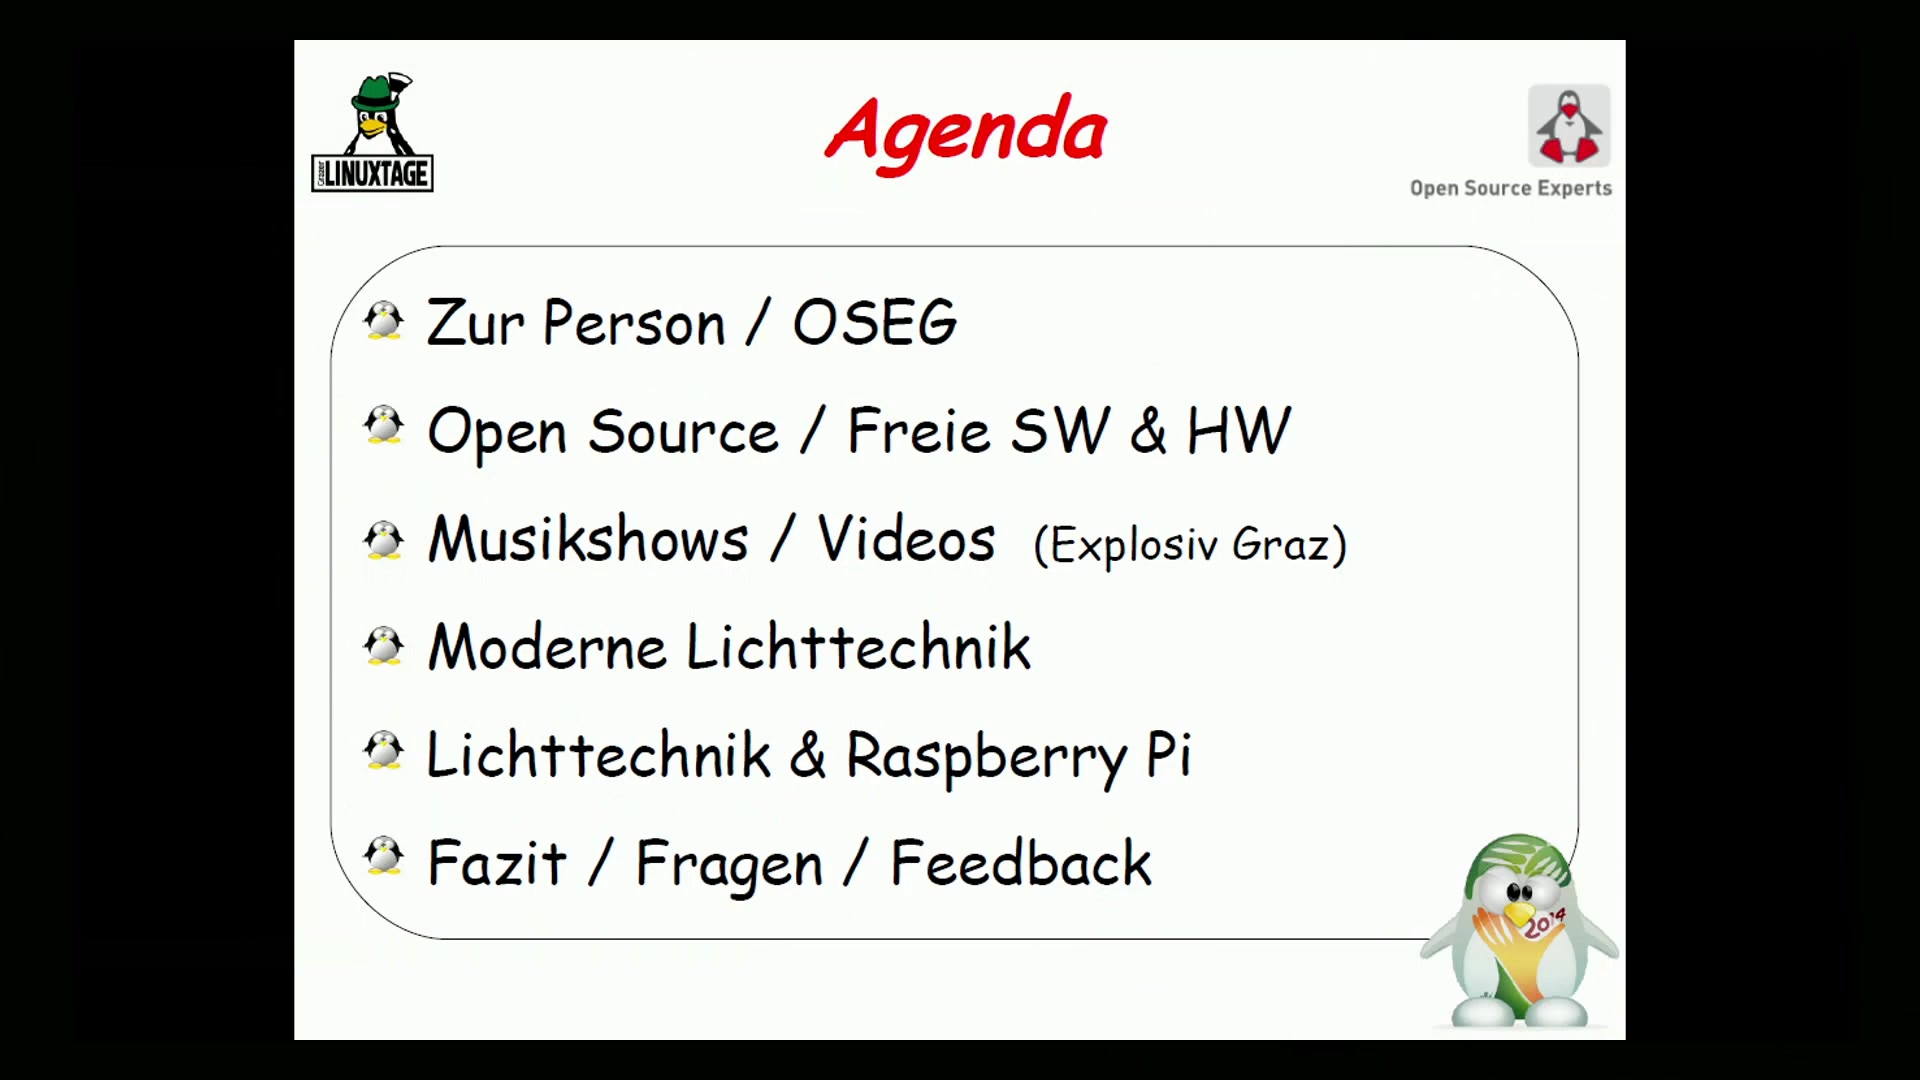 Agenda
Grazer
LINUXTAGE
Open Source Experts
Zur Person / OSEG
Open Source / Freie SW & HW
Musikshows / Videos (Explosiv Graz)
Moderne Lichttechnik
Lichttechnik & Raspberry Pi
Fazit / Fragen / Feedback
2014